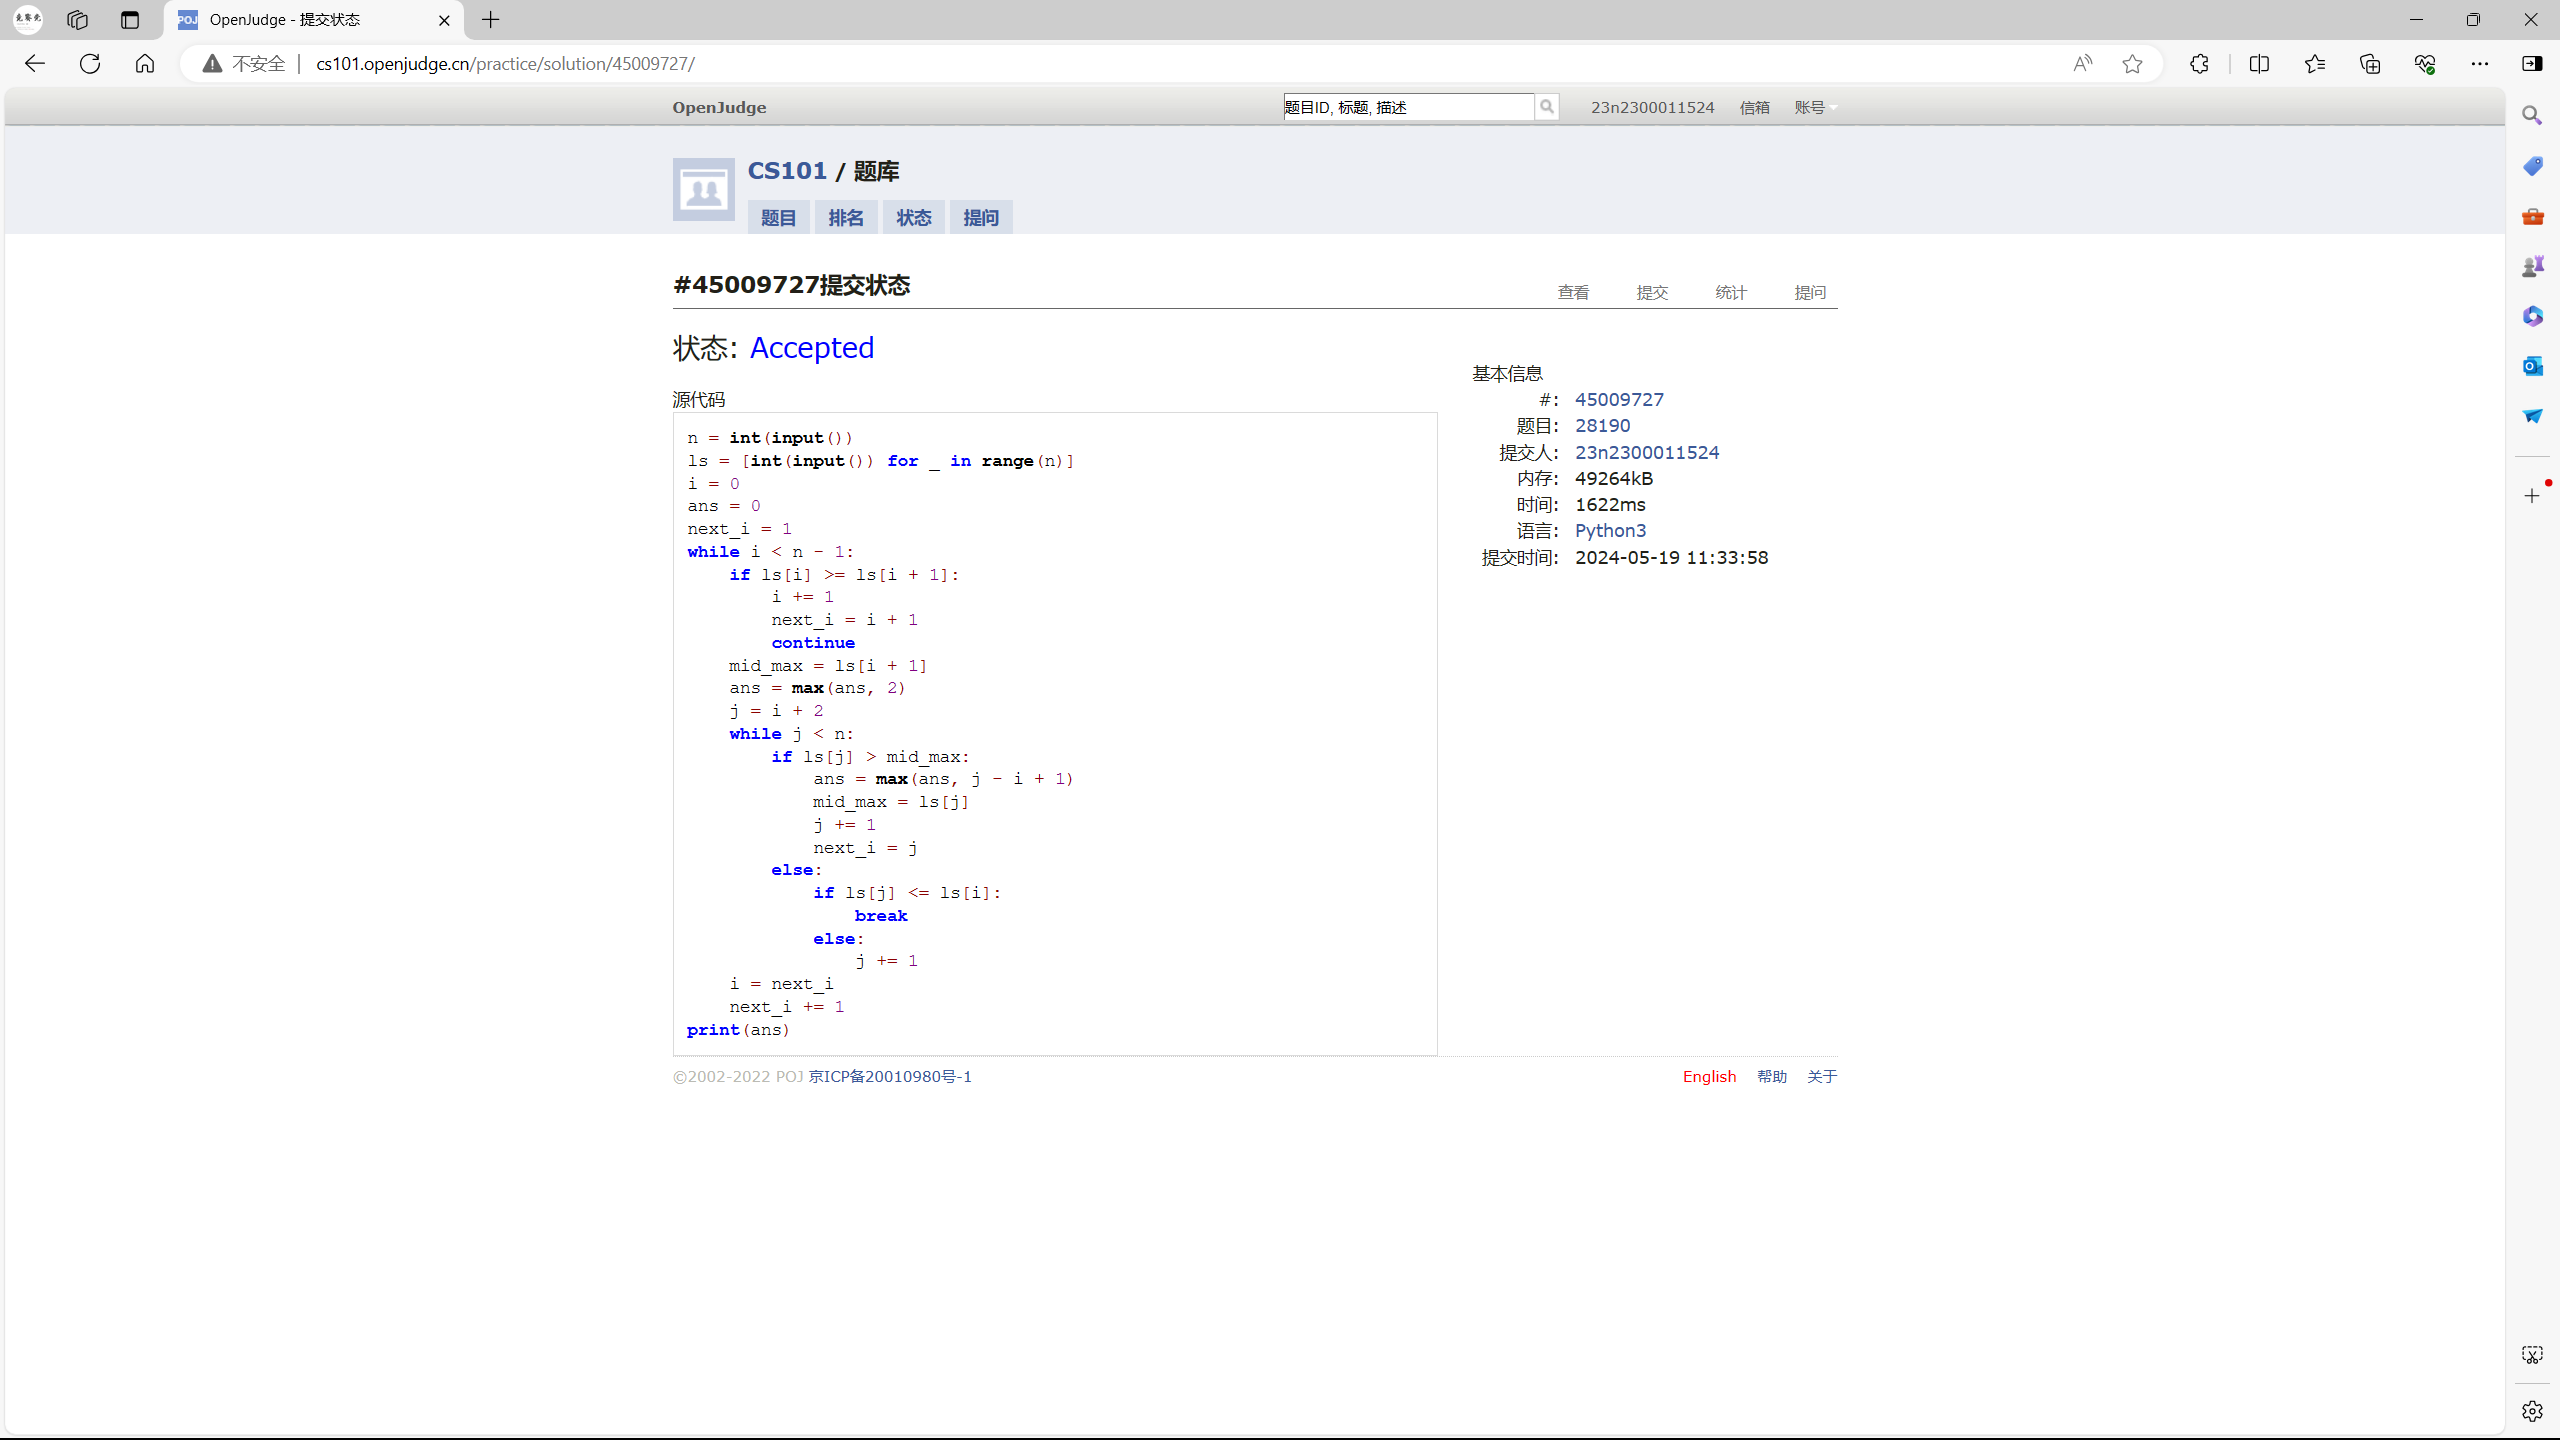 OpenJudge - 提交状态
不安全 cs101.openjudge.cn/practice/solution/45009727/
OpenJudge 题目ID, 标题, 描述 23n2300011524 信箱 账号
CS101 / 题库
题目 排名 状态 提问
#45009727提交状态 查看 提交 统计 提问
状态: Accepted
基本信息
#: 45009727
题目: 28190
提交人: 23n2300011524
内存: 49264kB
时间: 1622ms
语言: Python3
提交时间: 2024-05-19 11:33:58
源代码
n = int(input())
ls = [int(input()) for _ in range(n)]
i = 0
ans = 0
next_i = 1
while i < n - 1:
    if ls[i] >= ls[i + 1]:
        i += 1
        next_i = i + 1
        continue
    mid_max = ls[i + 1]
    ans = max(ans, 2)
    j = i + 2
    while j < n:
        if ls[j] > mid_max:
            ans = max(ans, j - i + 1)
            mid_max = ls[j]
            j += 1
            next_i = j
        else:
            if ls[j] <= ls[i]:
                break
            else:
                j += 1
    i = next_i
    next_i += 1
print(ans)
©2002-2022 POJ 京ICP备20010980号-1 English 帮助 关于